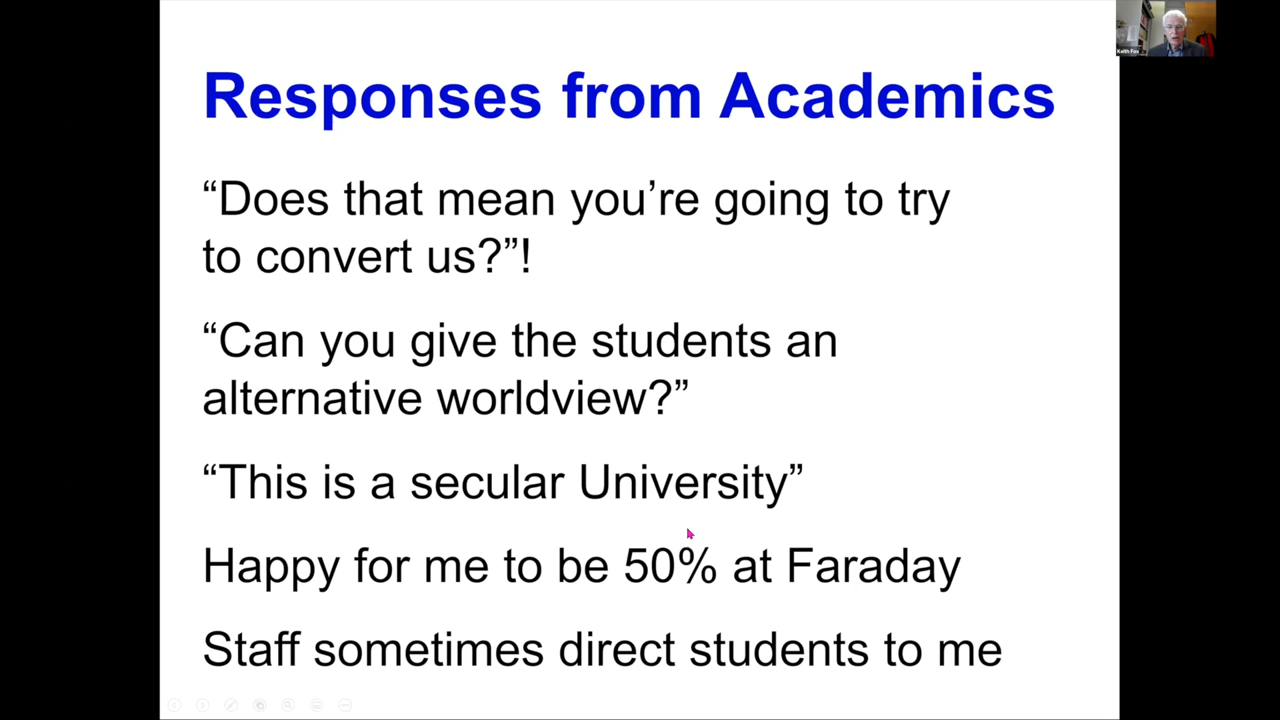 Responses from Academics
“Does that mean you’re going to try
to convert us?”!
“Can you give the students an
alternative worldview?”
“This is a secular University”
Happy for me to be 50% at Faraday
Staff sometimes direct students to me
Keith Fox